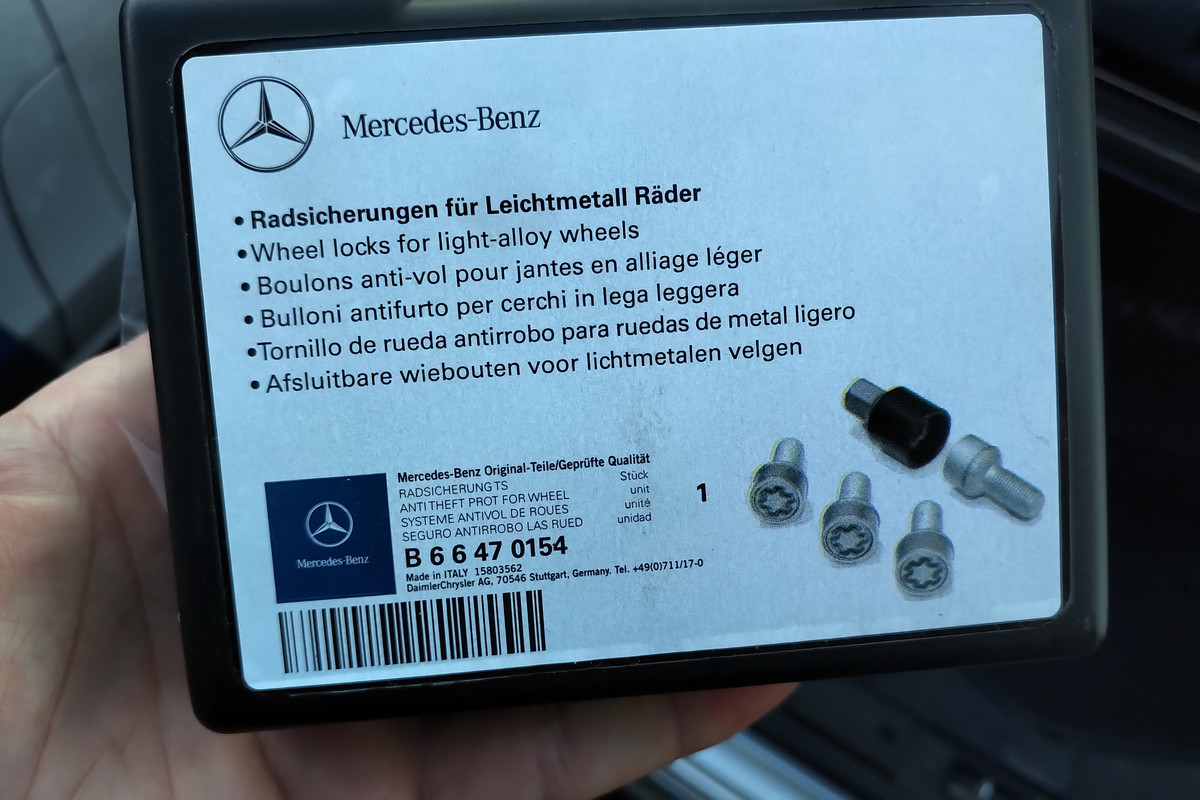 Mercedes-Benz
• Radsicherungen für Leichtmetall Räder
• Wheel locks for light-alloy wheels
• Boulons anti-vol pour jantes en alliage léger
• Bulloni antifurto per cerchi in lega leggera
• Tornillo de rueda antirrobo para ruedas de metal ligero
• Afsluitbare wiebouten voor lichtmetalen velgen
Mercedes-Benz
Mercedes-Benz Original-Teile/Geprüfte Qualität
RADSICHERUNG TS Stück
ANTI THEFT PROT FOR WHEEL unit
SYSTEME ANTIVOL DE ROUES unité
SEGURO ANTIRROBO LAS RUED unidad
1
B 6 6 47 0154
Made in ITALY 15803562
DaimlerChrysler AG, 70546 Stuttgart, Germany. Tel. +49(0)711/17-0